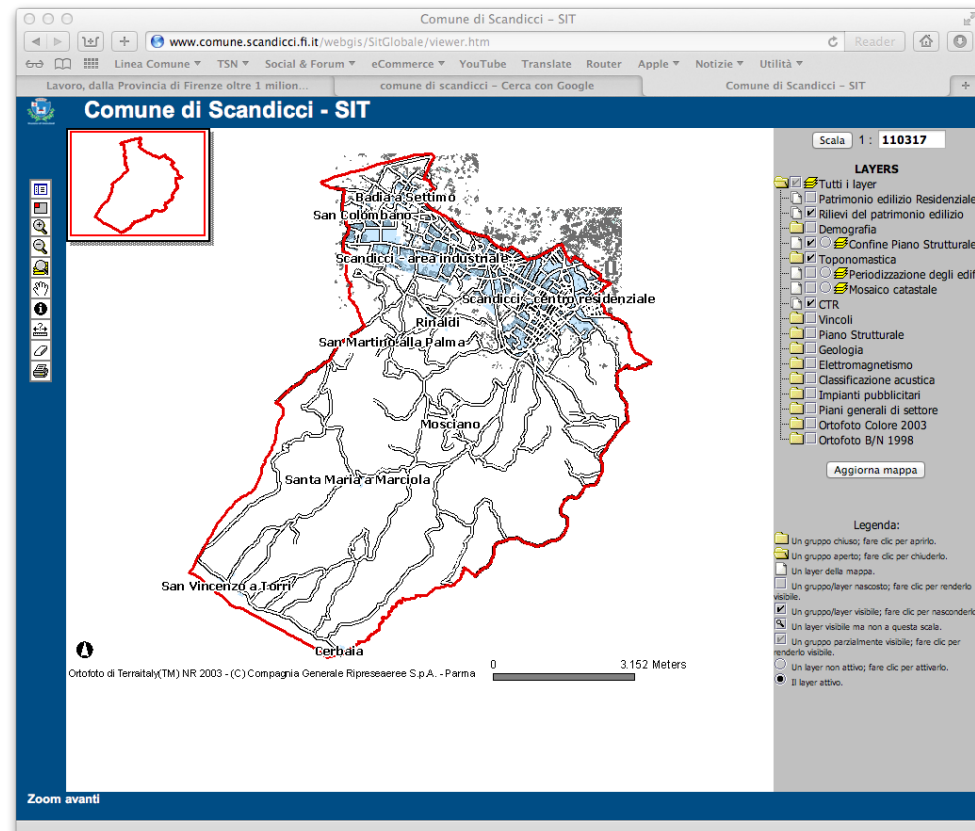 Comune di Scandicci – SIT
www.comune.scandicci.fi.it/webgis/SitGlobale/viewer.htm
Reader
Linea Comune TSN Social & Forum eCommerce YouTube Translate Router Apple Notizie Utilità
Lavoro, dalla Provincia di Firenze oltre 1 milion...
comune di scandicci – Cerca con Google
Comune di Scandicci – SIT
Comune di Scandicci - SIT
Scala 1 : 110317
LAYERS
Tutti i layer
Patrimonio edilizio Residenziale
Rilievi del patrimonio edilizio
Demografia
Confine Piano Strutturale
Toponomastica
Periodizzazione degli edif
Mosaico catastale
CTR
Vincoli
Piano Strutturale
Geologia
Elettromagnetismo
Classificazione acustica
Impianti pubblicitari
Piani generali di settore
Ortofoto Colore 2003
Ortofoto B/N 1998
Aggiorna mappa
Legenda:
Un gruppo chiuso; fare clic per aprirlo.
Un gruppo aperto; fare clic per chiuderlo.
Un layer della mappa.
Un gruppo/layer nascosto; fare clic per renderlo
visibile.
Un gruppo/layer visibile; fare clic per nasconderlo
Un layer visibile ma non a questa scala.
Un gruppo parzialmente visibile; fare clic per
renderlo visibile.
Un layer non attivo; fare clic per attivarlo.
Il layer attivo.
Badia a Settimo
San Colombano
Scandicci - area industriale
Scandicci - centro residenziale
Rinaldi
San Martino alla Palma
Mosciano
Santa Maria a Marciola
San Vincenzo a Torri
Cerbaia
0 3.152 Meters
Ortofoto di Terraitaly(TM) NR 2003 - (C) Compagnia Generale Ripreseaeree S.p.A. - Parma
Zoom avanti